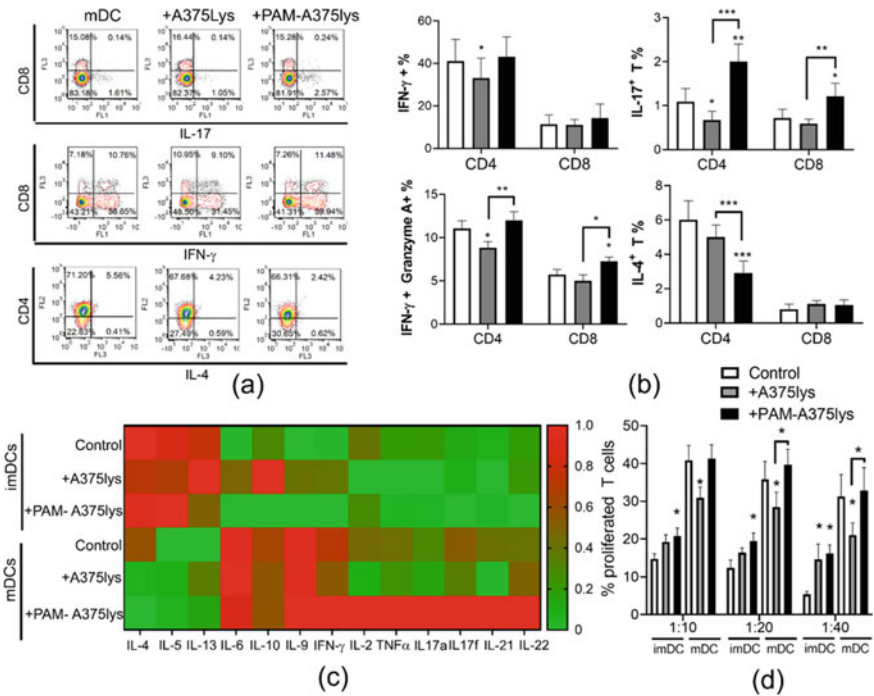 mDC +A375Lys +PAM-A375lys
CD8
FL3
15.08% 0.14% 16.44% 0.14% 15.28% 0.24%
83.18% 1.61% 82.37% 1.05% 81.91% 2.57%
FL1 FL1 FL1
IL-17
CD8
FL3
7.18% 10.76% 10.95% 9.10% 7.26% 11.48%
43.21% 38.85% 48.50% 31.45% 41.31% 39.94%
FL1 FL1 FL1
IFN-γ
CD4
FL2
71.20% 5.56% 67.68% 4.23% 66.31% 2.42%
22.83% 0.41% 27.49% 0.59% 30.65% 0.62%
FL3 FL3 FL3
IL-4
(a)
IFN-γ + %
60
40
20
0
*
CD4 CD8
IL-17⁺ T %
3
2
1
0
*** ** * ** *
CD4 CD8
IFN-γ + Granzyme A+ %
15
10
5
0
** * * *
CD4 CD8
IL-4⁺ T %
8
6
4
2
0
*** ***
CD4 CD8
(b)
Control
+A375lys
+PAM-A375lys
imDCs
Control
+A375lys
+PAM- A375lys
mDCs
Control
+A375lys
+PAM- A375lys
IL-4 IL-5 IL-13 IL-6 IL-10 IL-9 IFN-γ IL-2 TNFα IL17a IL17f IL-21 IL-22
1.0
0.8
0.6
0.4
0.2
0
(c)
% proliferated T cells
50
40
30
20
10
0
* * * * * * * * * *
1:10 1:20 1:40
imDC mDC imDC mDC imDC mDC
(d)